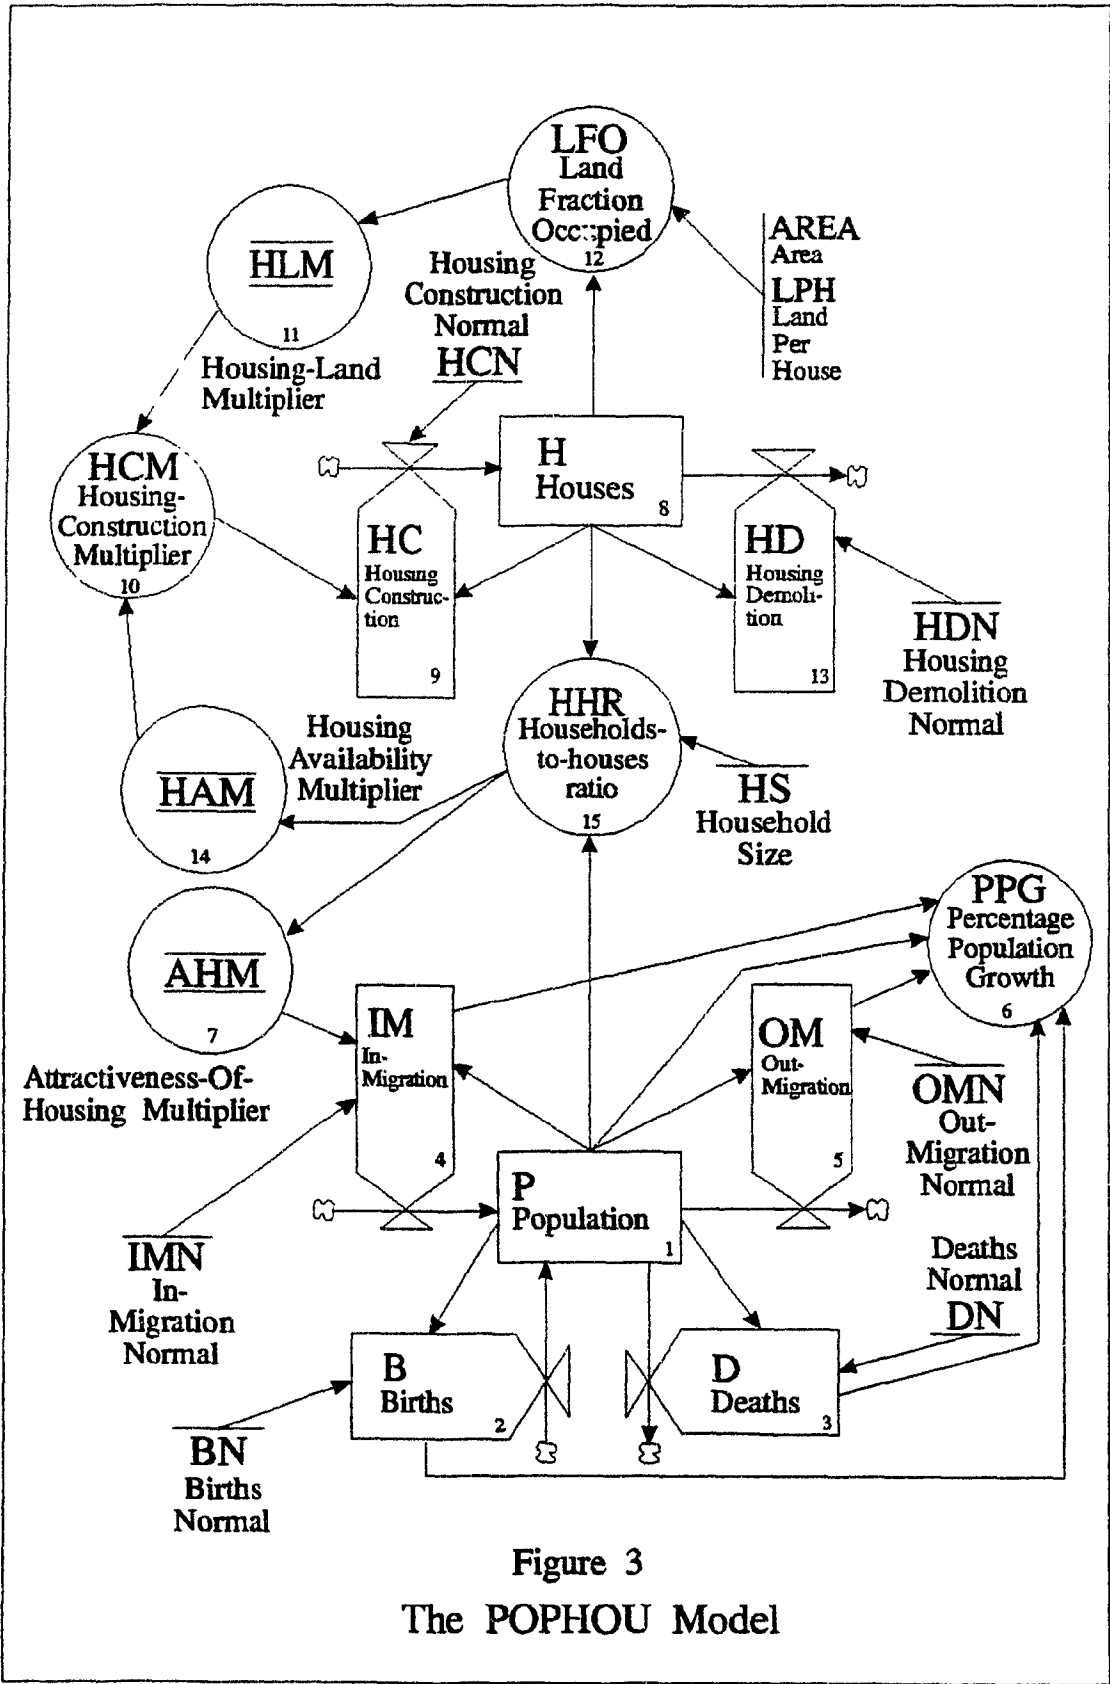 LFO
Land
Fraction
Occupied
12
AREA
Area
LPH
Land
Per
House
HLM
11
Housing-Land
Multiplier
Housing
Construction
Normal
HCN
HCM
Housing-
Construction
Multiplier
10
H
Houses
8
HC
Housing
Construc-
tion
9
HD
Housing
Demoli-
tion
13
HDN
Housing
Demolition
Normal
HHR
Households-
to-houses
ratio
15
Housing
Availability
Multiplier
HAM
14
HS
Household
Size
AHM
7
Attractiveness-Of-
Housing Multiplier
PPG
Percentage
Population
Growth
6
IM
In-
Migration
4
OM
Out-
Migration
5
OMN
Out-
Migration
Normal
P
Population
1
IMN
In-
Migration
Normal
Deaths
Normal
DN
B
Births
2
D
Deaths
3
BN
Births
Normal
Figure 3
The POPHOU Model